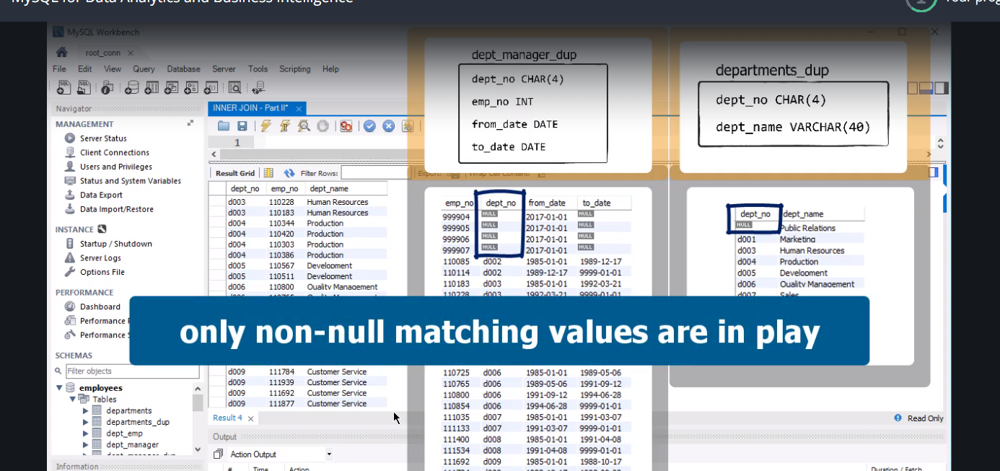 MySQL for Data Analytics and Business Intelligence
Your prog
MySQL Workbench
root_conn
File Edit View Query Database Server Tools Scripting Help
Navigator
MANAGEMENT
Server Status
Client Connections
Users and Privileges
Status and System Variables
Data Export
Data Import/Restore
INSTANCE
Startup / Shutdown
Server Logs
Options File
PERFORMANCE
Dashboard
Performance
Performance S
SCHEMAS
Filter objects
employees
Tables
departments
departments_dup
dept_emp
dept_manager
dept_manager_dup
Information
INNER JOIN - Part II*
1
Result Grid Filter Rows: Export: Wrap Cell Content:
dept_no emp_no dept_name
d003 110228 Human Resources
d003 110183 Human Resources
d004 110344 Production
d004 110420 Production
d004 110303 Production
d004 110386 Production
d005 110567 Development
d005 110511 Development
d006 110800 Quality Management
d009 111784 Customer Service
d009 111939 Customer Service
d009 111692 Customer Service
d009 111877 Customer Service
Result 4
Read Only
Output
Action Output
# Time Action
Duration / Fetch
dept_manager_dup
dept_no CHAR(4)
emp_no INT
from_date DATE
to_date DATE
departments_dup
dept_no CHAR(4)
dept_name VARCHAR(40)
emp_no dept_no from_date to_date
999904 NULL 2017-01-01 NULL
999905 NULL 2017-01-01 NULL
999906 NULL 2017-01-01 NULL
999907 NULL 2017-01-01 NULL
110085 d002 1985-01-01 1989-12-17
110114 d002 1989-12-17 9999-01-01
110183 d003 1985-01-01 1992-03-21
110228 d003 1992-03-21 9999-01-01
110725 d006 1985-01-01 1989-05-06
110765 d006 1989-05-06 1991-09-12
110800 d006 1991-09-12 1994-06-28
110854 d006 1994-06-28 9999-01-01
111035 d007 1985-01-01 1991-03-07
111133 d007 1991-03-07 9999-01-01
111400 d008 1985-01-01 1991-04-08
111534 d008 1991-04-08 9999-01-01
111692 d009 1985-01-01 1988-10-17
dept_no dept_name
NULL Public Relations
d001 Marketing
d003 Human Resources
d004 Production
d005 Development
d006 Quality Management
d007 Sales
only non-null matching values are in play